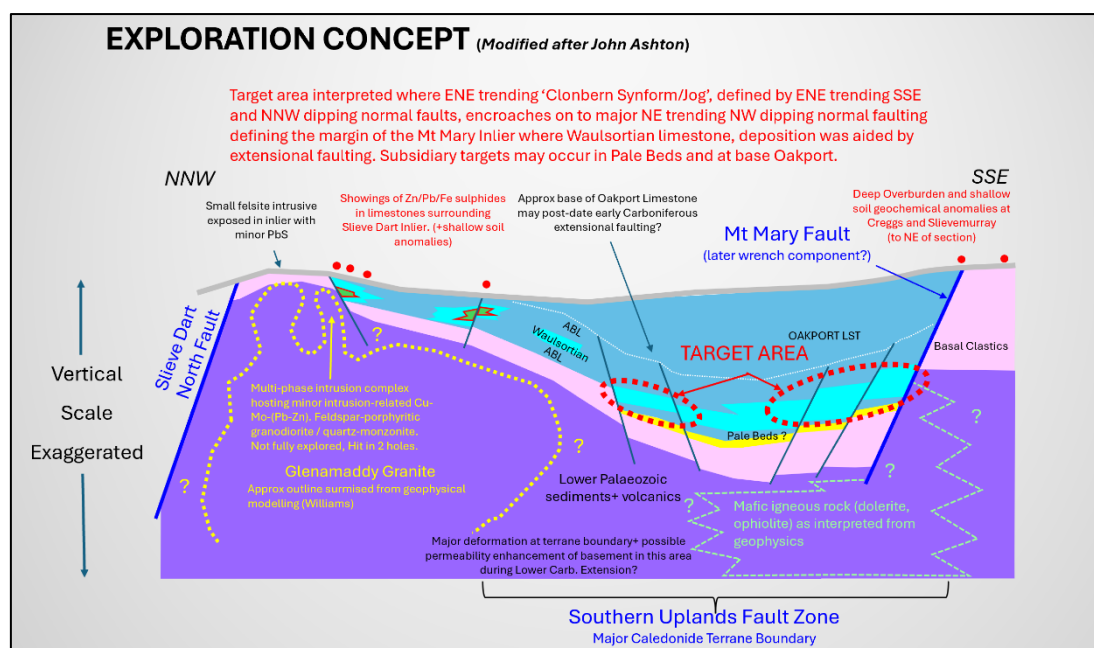 EXPLORATION CONCEPT (Modified after John Ashton)
Target area interpreted where ENE trending ‘Clonbern Synform/Jog’, defined by ENE trending SSE
and NNW dipping normal faults, encroaches on to major NE trending NW dipping normal faulting
defining the margin of the Mt Mary Inlier where Waulsortian limestone, deposition was aided by
extensional faulting. Subsidiary targets may occur in Pale Beds and at base Oakport.
NNW
SSE
Small felsite intrusive
exposed in inlier with
minor PbS
Showings of Zn/Pb/Fe sulphides
in limestones surrounding
Slieve Dart Inlier. (+shallow soil
anomalies)
Approx base of Oakport Limestone
may post-date early Carboniferous
extensional faulting?
Deep Overburden and shallow
soil geochemical anomalies at
Creggs and Slievemurray
(to NE of section)
Mt Mary Fault
(later wrench component?)
Vertical
Scale
Exaggerated
Slieve Dart
North Fault
?
?
?
?
Multi-phase intrusion complex
hosting minor intrusion-related Cu-
Mo-(Pb-Zn). Feldspar-porphyritic
granodiorite / quartz-monzonite.
Not fully explored, Hit in 2 holes.
Glenamaddy Granite
Approx outline surmised from geophysical
modelling (Williams)
ABL
Waulsortian
ABL
TARGET AREA
OAKPORT LST
Basal Clastics
Pale Beds ?
Lower Palaeozoic
sediments+ volcanics
?
?
Mafic igneous rock (dolerite,
ophiolite) as interpreted from
geophysics
Major deformation at terrane boundary+ possible
permeability enhancement of basement in this area
during Lower Carb. Extension?
Southern Uplands Fault Zone
Major Caledonide Terrane Boundary